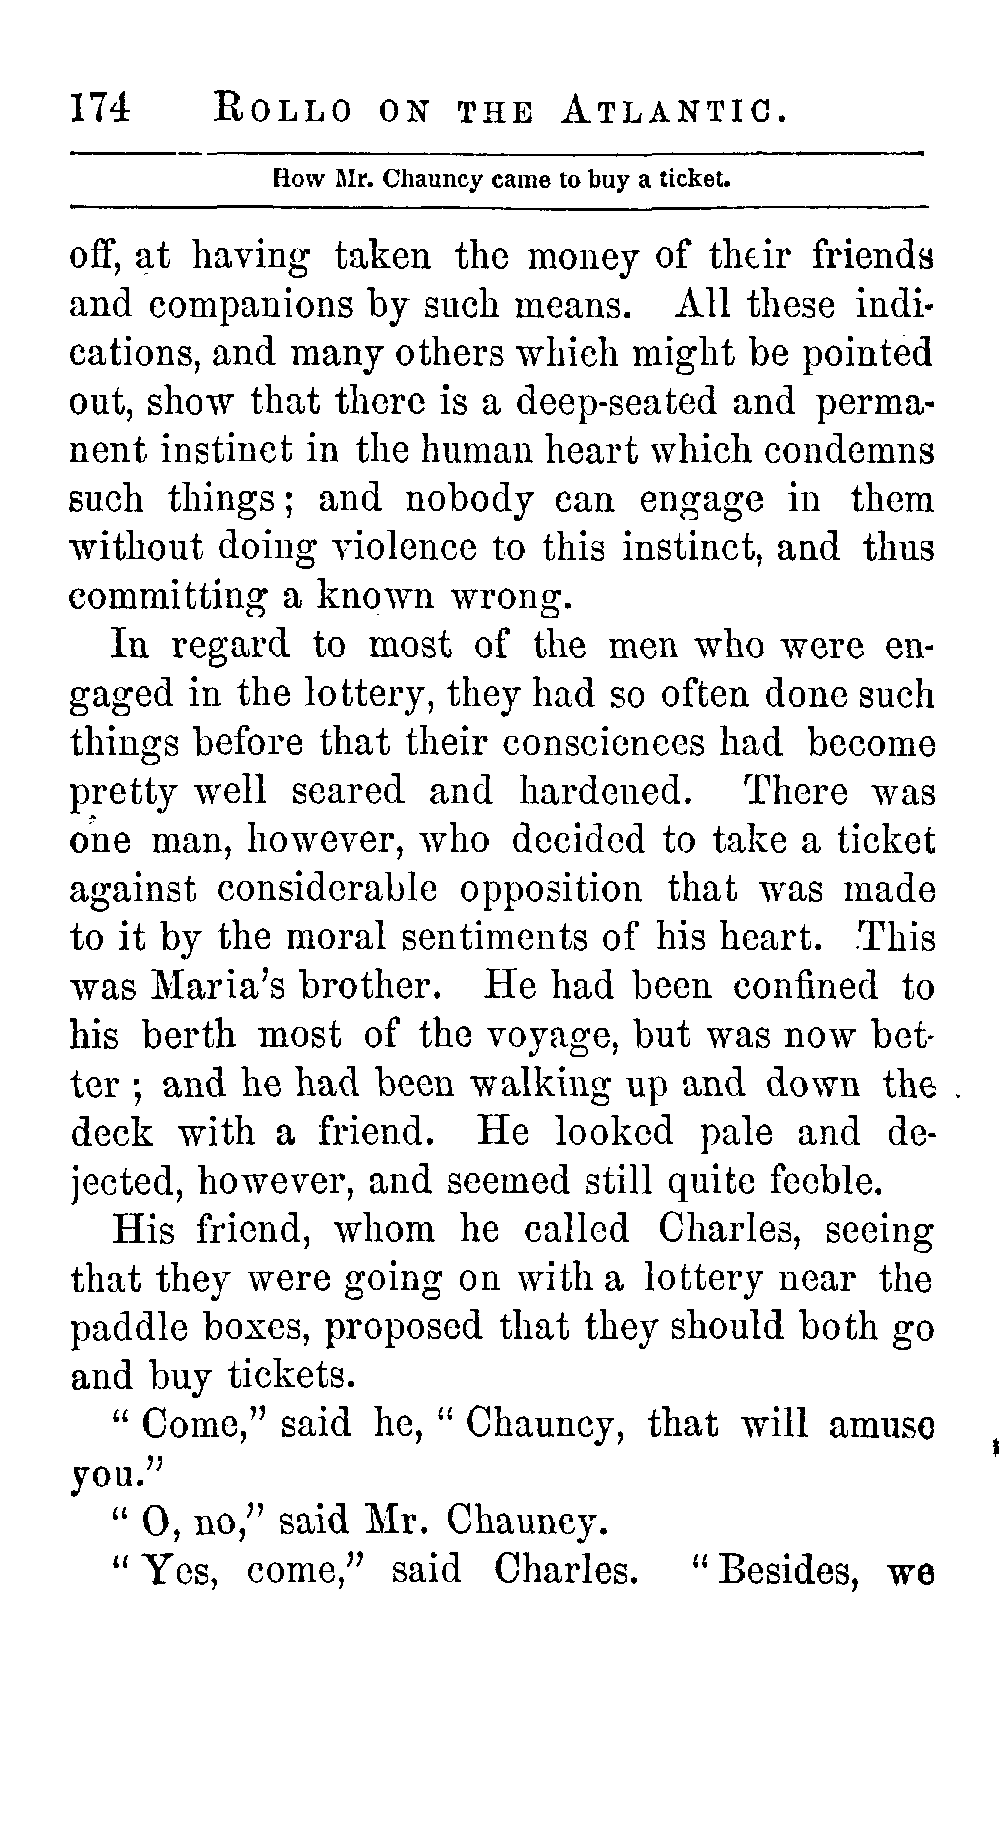 174 ROLLO ON THE ATLANTIC.
How Mr. Chauncy came to buy a ticket.
off, at having taken the money of their friends
and companions by such means. All these indi-
cations, and many others which might be pointed
out, show that there is a deep-seated and perma-
nent instinct in the human heart which condemns
such things; and nobody can engage in them
without doing violence to this instinct, and thus
committing a known wrong.
In regard to most of the men who were en-
gaged in the lottery, they had so often done such
things before that their consciences had become
pretty well seared and hardened. There was
one man, however, who decided to take a ticket
against considerable opposition that was made
to it by the moral sentiments of his heart. This
was Maria's brother. He had been confined to
his berth most of the voyage, but was now bet-
ter; and he had been walking up and down the
deck with a friend. He looked pale and de-
jected, however, and seemed still quite feeble.
His friend, whom he called Charles, seeing
that they were going on with a lottery near the
paddle boxes, proposed that they should both go
and buy tickets.
"Come," said he, "Chauncy, that will amuse
you."
"O, no," said Mr. Chauncy.
"Yes, come," said Charles. "Besides, we